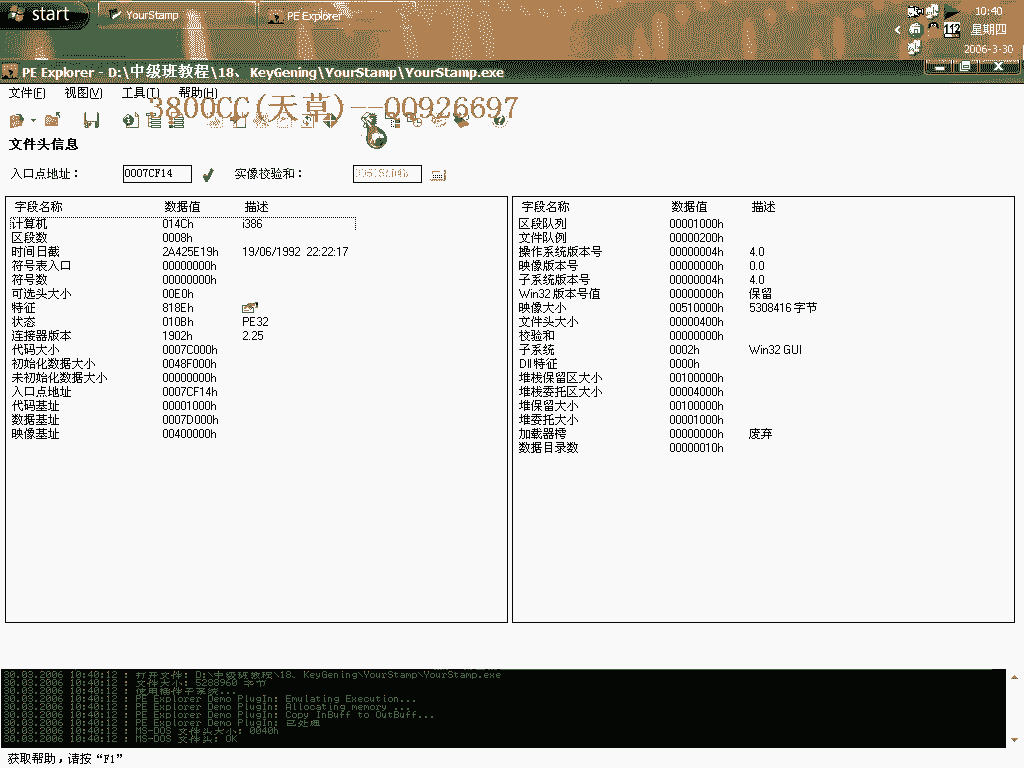 start
YourStamp
PE Explorer
10:40
112
星期四
2006-3-30
PE Explorer - D:\中级班教程\18、KeyGening\YourStamp\YourStamp.exe
文件(F) 视图(V) 工具(T) 帮助(H)
3800CC(天草)--00926697
文件头信息
入口点地址： 0007CF14 实像校验和：
字段名称 数据值 描述
计算机 014Ch i386
区段数 0008h
时间日戳 2A425E19h 19/06/1992 22:22:17
符号表入口 00000000h
符号数 00000000h
可选头大小 00E0h
特征 818Eh
状态 010Bh PE32
连接器版本 1902h 2.25
代码大小 0007C000h
初始化数据大小 0048F000h
未初始化数据大小 00000000h
入口点地址 0007CF14h
代码基址 00001000h
数据基址 0007D000h
映像基址 00400000h
字段名称 数据值 描述
区段队列 00001000h
文件队例 00000200h
操作系统版本号 00000004h 4.0
映像版本号 00000000h 0.0
子系统版本号 00000004h 4.0
Win32 版本号值 00000000h 保留
映像大小 00510000h 5308416 字节
文件头大小 00000400h
校验和 00000000h
子系统 0002h Win32 GUI
Dll 特征 0000h
堆栈保留区大小 00100000h
堆栈委托区大小 00004000h
堆保留大小 00100000h
堆委托大小 00001000h
加载器樗 00000000h 废弃
数据目录数 00000010h
30.03.2006 10:40:12 : 打开文件: D:\中级班教程\18、KeyGening\YourStamp\YourStamp.exe
30.03.2006 10:40:12 : 文件大小: 5288960 字节
30.03.2006 10:40:12 : 使用插件子系统...
30.03.2006 10:40:12 : PE Explorer Demo PlugIn: Emulating Execution...
30.03.2006 10:40:12 : PE Explorer Demo PlugIn: Allocating memory ...
30.03.2006 10:40:12 : PE Explorer Demo PlugIn: Copy InBuff to OutBuff...
30.03.2006 10:40:12 : PE Explorer Demo PlugIn: 已处理
30.03.2006 10:40:12 : MS-DOS 文件头大小: 0040h
30.03.2006 10:40:12 : MS-DOS 文件头: OK
获取帮助，请按“F1”